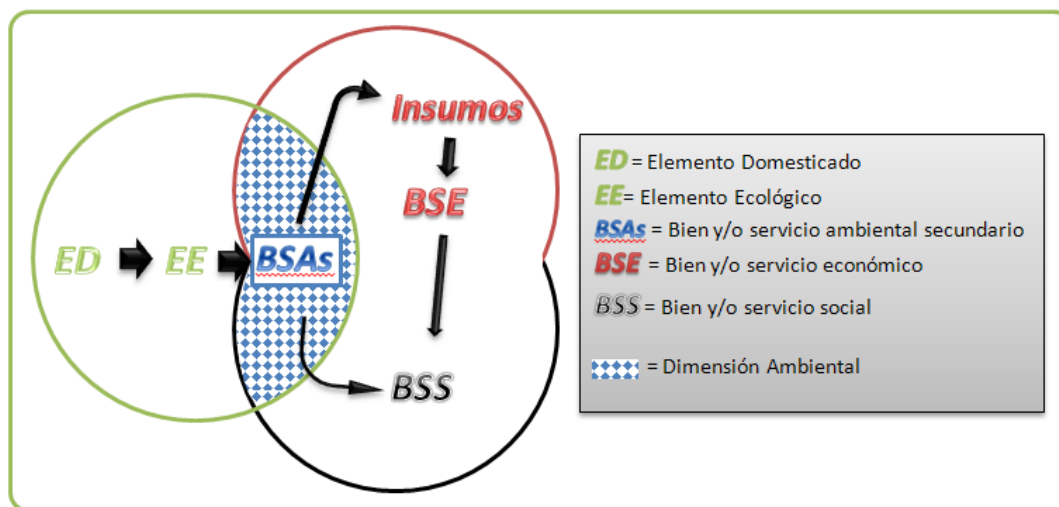 Insumos
BSE
ED
EE
BSAs
BSS
ED = Elemento Domesticado
EE= Elemento Ecológico
BSAs = Bien y/o servicio ambiental secundario
BSE = Bien y/o servicio económico
BSS = Bien y/o servicio social
= Dimensión Ambiental